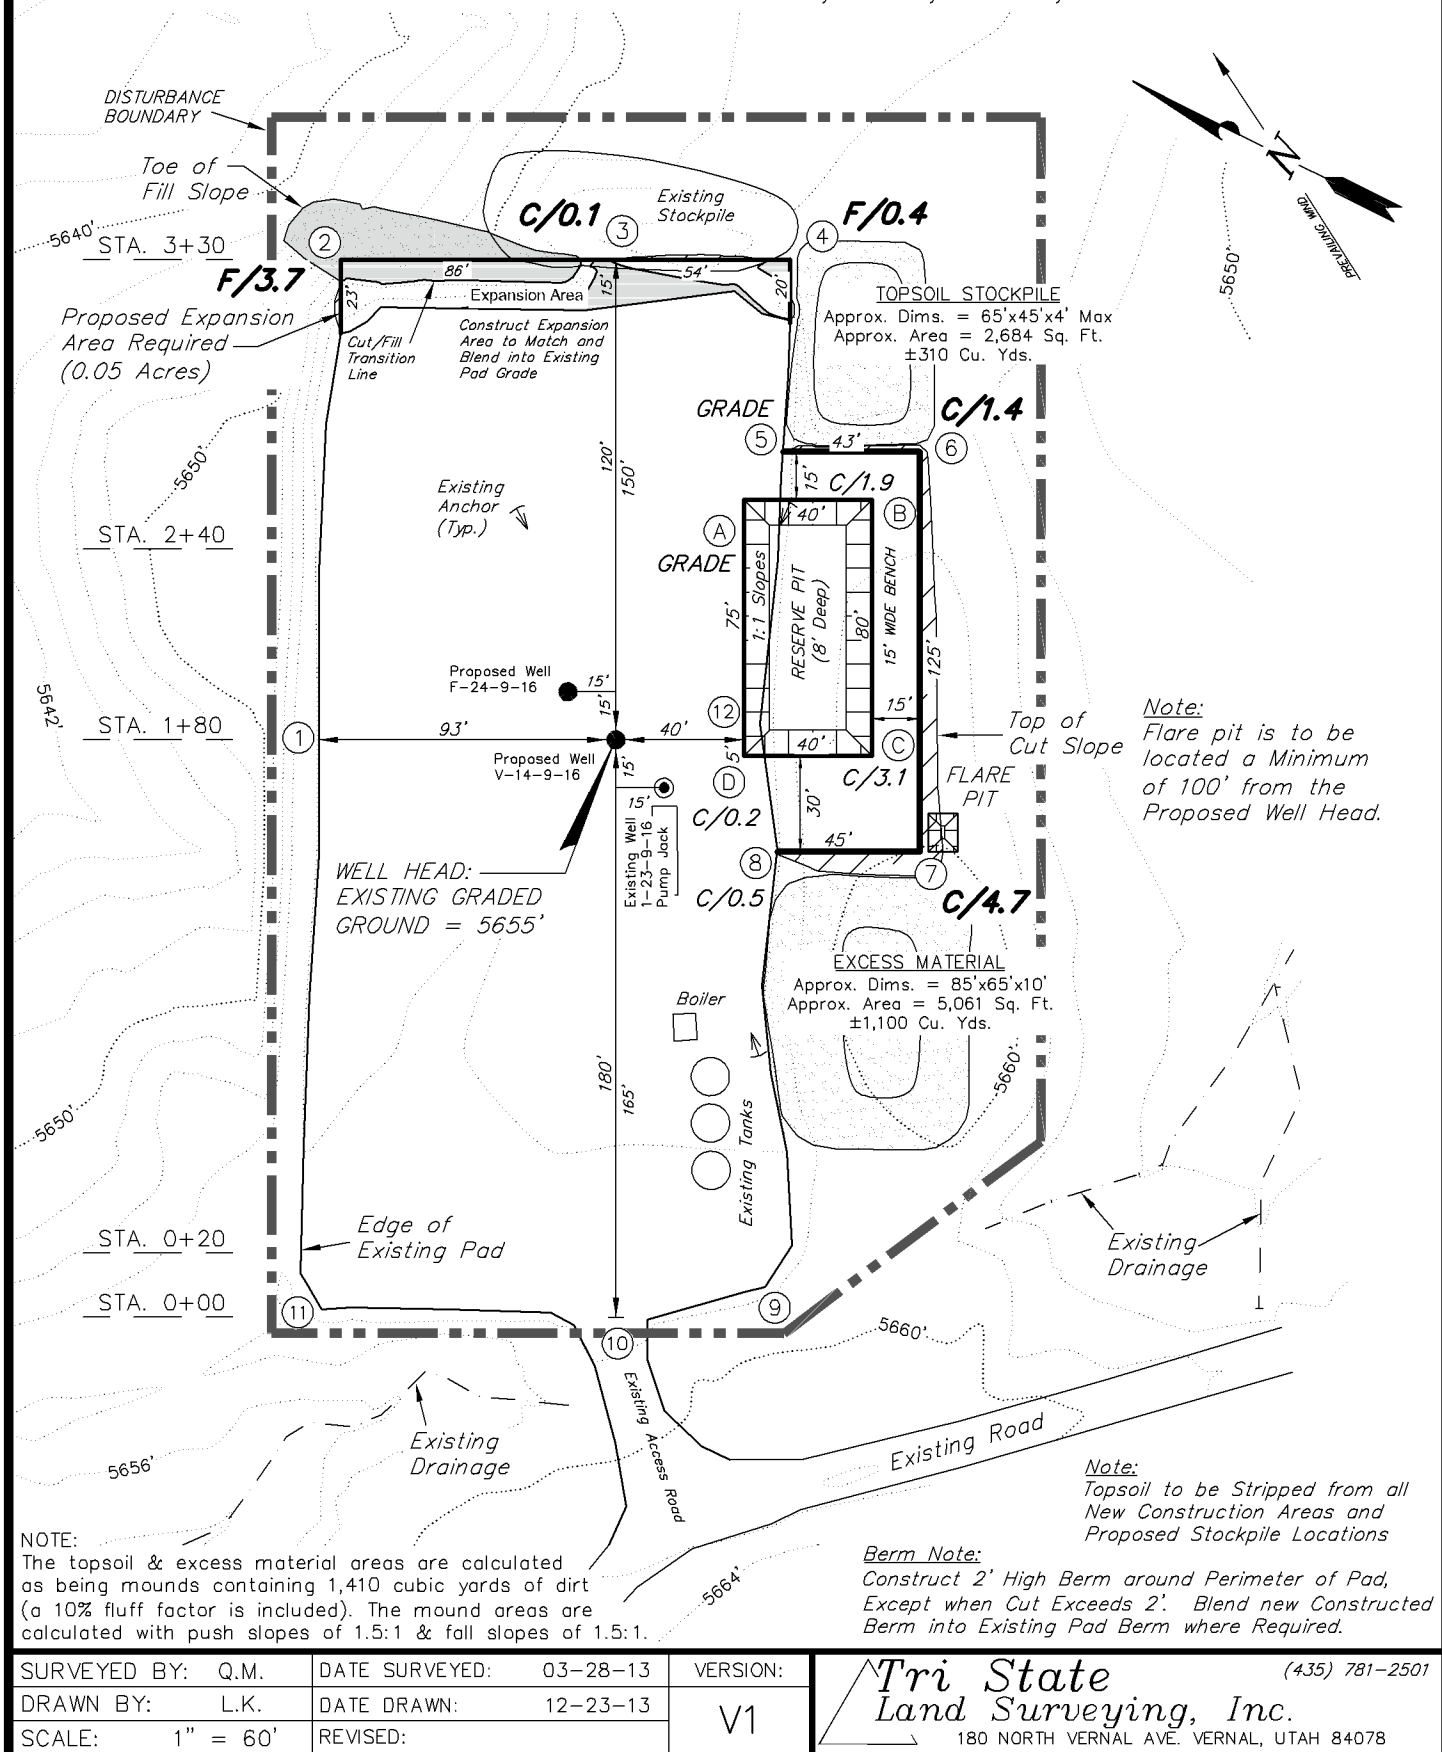 DISTURBANCE
BOUNDARY
Toe of
Fill Slope
5640'
STA. 3+30
2
F/3.7
C/0.1
3
Existing
Stockpile
F/0.4
4
N
PREVAILING WIND
5650'
86'
54'
23'
15'
20'
Expansion Area
Proposed Expansion
Area Required
(0.05 Acres)
Cut/Fill
Transition
Line
Construct Expansion
Area to Match and
Blend into Existing
Pad Grade
TOPSOIL STOCKPILE
Approx. Dims. = 65'x45'x4' Max
Approx. Area = 2,684 Sq. Ft.
±310 Cu. Yds.
GRADE
5
43'
C/1.4
6
5650'
120'
150'
Existing
Anchor
(Typ.)
15'
C/1.9
40'
A
B
STA. 2+40
GRADE
75'
1:1 Slopes
RESERVE PIT
(8' Deep)
80'
15' WIDE BENCH
125'
5642'
Proposed Well
F-24-9-16
15'
15'
STA. 1+80
1
93'
40'
12
5'
40'
15'
C
Top of
Cut Slope
Note:
Flare pit is to be
located a Minimum
of 100' from the
Proposed Well Head.
Proposed Well
V-14-9-16
15'
15'
D
C/3.1
FLARE
PIT
C/0.2
30'
45'
Existing Well
1-23-9-16
Pump Jack
WELL HEAD:
EXISTING GRADED
GROUND = 5655'
8
C/0.5
7
C/4.7
EXCESS MATERIAL
Approx. Dims. = 85'x65'x10'
Approx. Area = 5,061 Sq. Ft.
±1,100 Cu. Yds.
Boiler
180'
165'
Existing Tanks
5660'
5650'
STA. 0+20
Edge of
Existing Pad
Existing
Drainage
STA. 0+00
11
9
10
5660'
Existing Access Road
Existing Road
Existing
Drainage
5656'
5664'
Note:
Topsoil to be Stripped from all
New Construction Areas and
Proposed Stockpile Locations
NOTE:
The topsoil & excess material areas are calculated
as being mounds containing 1,410 cubic yards of dirt
(a 10% fluff factor is included). The mound areas are
calculated with push slopes of 1.5:1 & fall slopes of 1.5:1.
Berm Note:
Construct 2' High Berm around Perimeter of Pad,
Except when Cut Exceeds 2'. Blend new Constructed
Berm into Existing Pad Berm where Required.
SURVEYED BY: Q.M.
DATE SURVEYED: 03-28-13
VERSION:
DRAWN BY: L.K.
DATE DRAWN: 12-23-13
V1
SCALE: 1" = 60'
REVISED:
Tri State
(435) 781-2501
Land Surveying, Inc.
180 NORTH VERNAL AVE. VERNAL, UTAH 84078